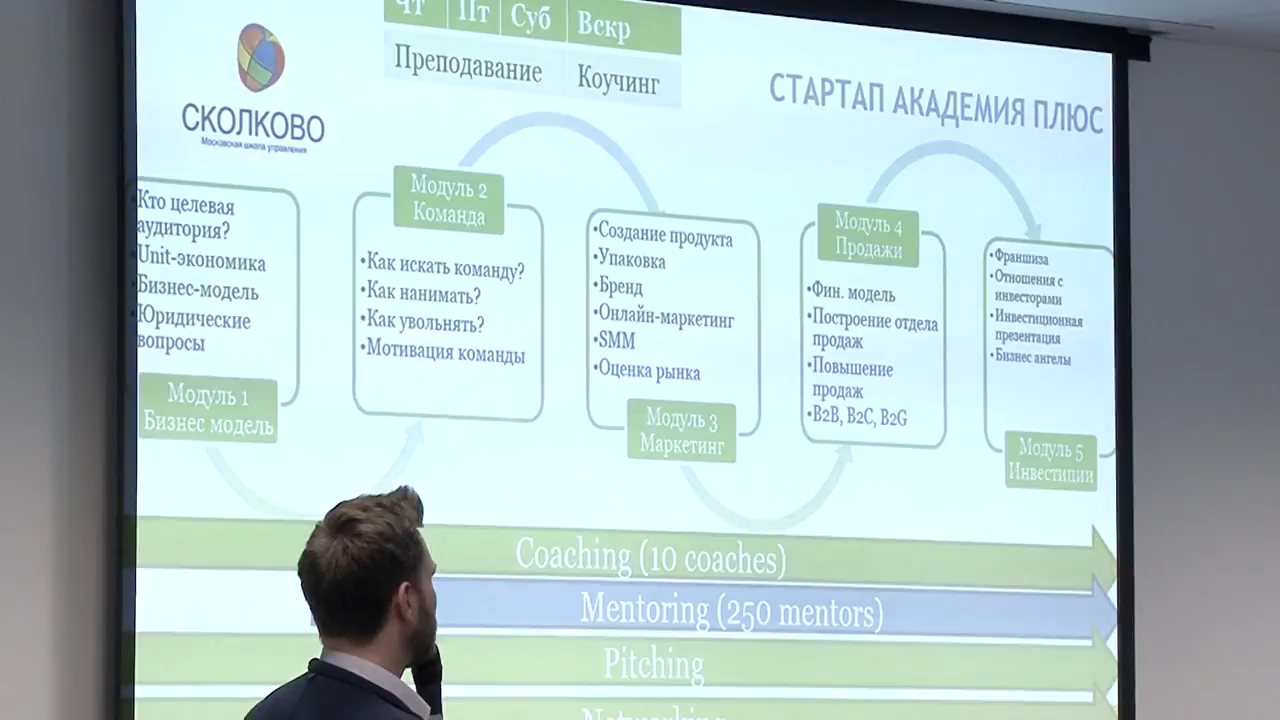 Чт Пт Суб Вскр
Преподавание Коучинг
СКОЛКОВО
Московская школа управления
СТАРТАП АКАДЕМИЯ ПЛЮС
•Кто целевая
аудитория?
•Unit-экономика
•Бизнес-модель
•Юридические
вопросы
Модуль 1
Бизнес модель
Модуль 2
Команда
•Как искать команду?
•Как нанимать?
•Как увольнять?
•Мотивация команды
•Создание продукта
•Упаковка
•Бренд
•Онлайн-маркетинг
•SMM
•Оценка рынка
Модуль 3
Маркетинг
Модуль 4
Продажи
•Фин. модель
•Построение отдела
продаж
•Повышение
продаж
•B2B, B2C, B2G
•Франшиза
•Отношения с
инвесторами
•Инвестиционная
презентация
•Бизнес ангелы
Модуль 5
Инвестиции
Coaching (10 coaches)
Mentoring (250 mentors)
Pitching
Networking